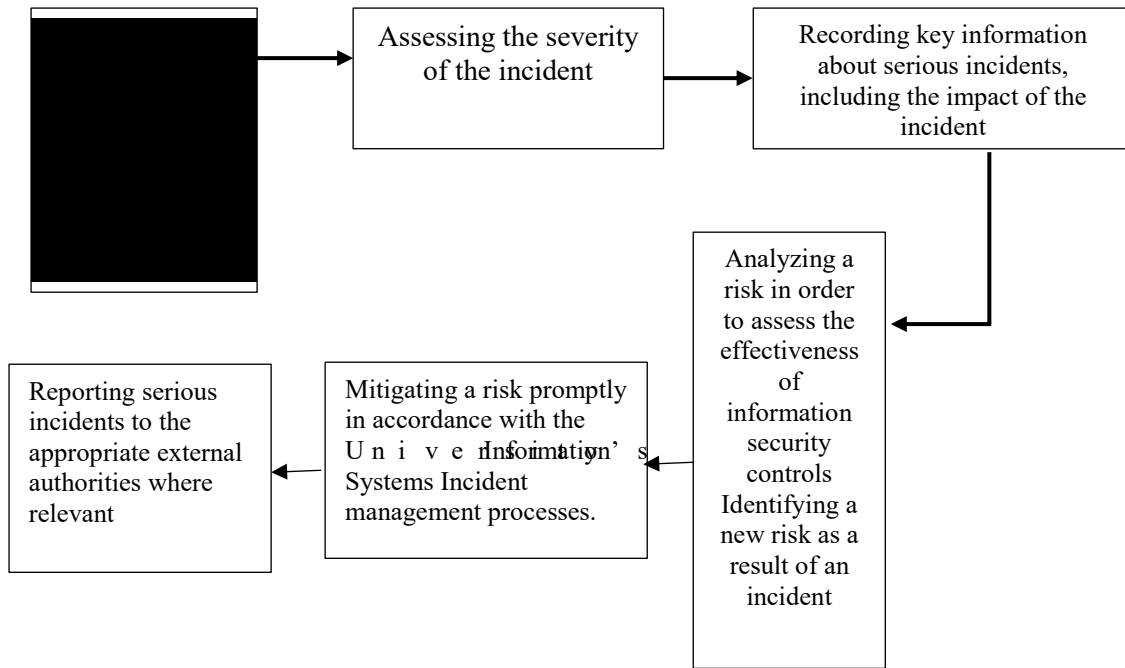 Assessing the severity
of the incident
Recording key information
about serious incidents,
including the impact of the
incident
Analyzing a
risk in order
to assess the
effectiveness
of
information
security
controls
Identifying a
new risk as a
result of an
incident
Mitigating a risk promptly
in accordance with the
University's Information
Systems Incident
management processes.
Reporting serious
incidents to the
appropriate external
authorities where
relevant